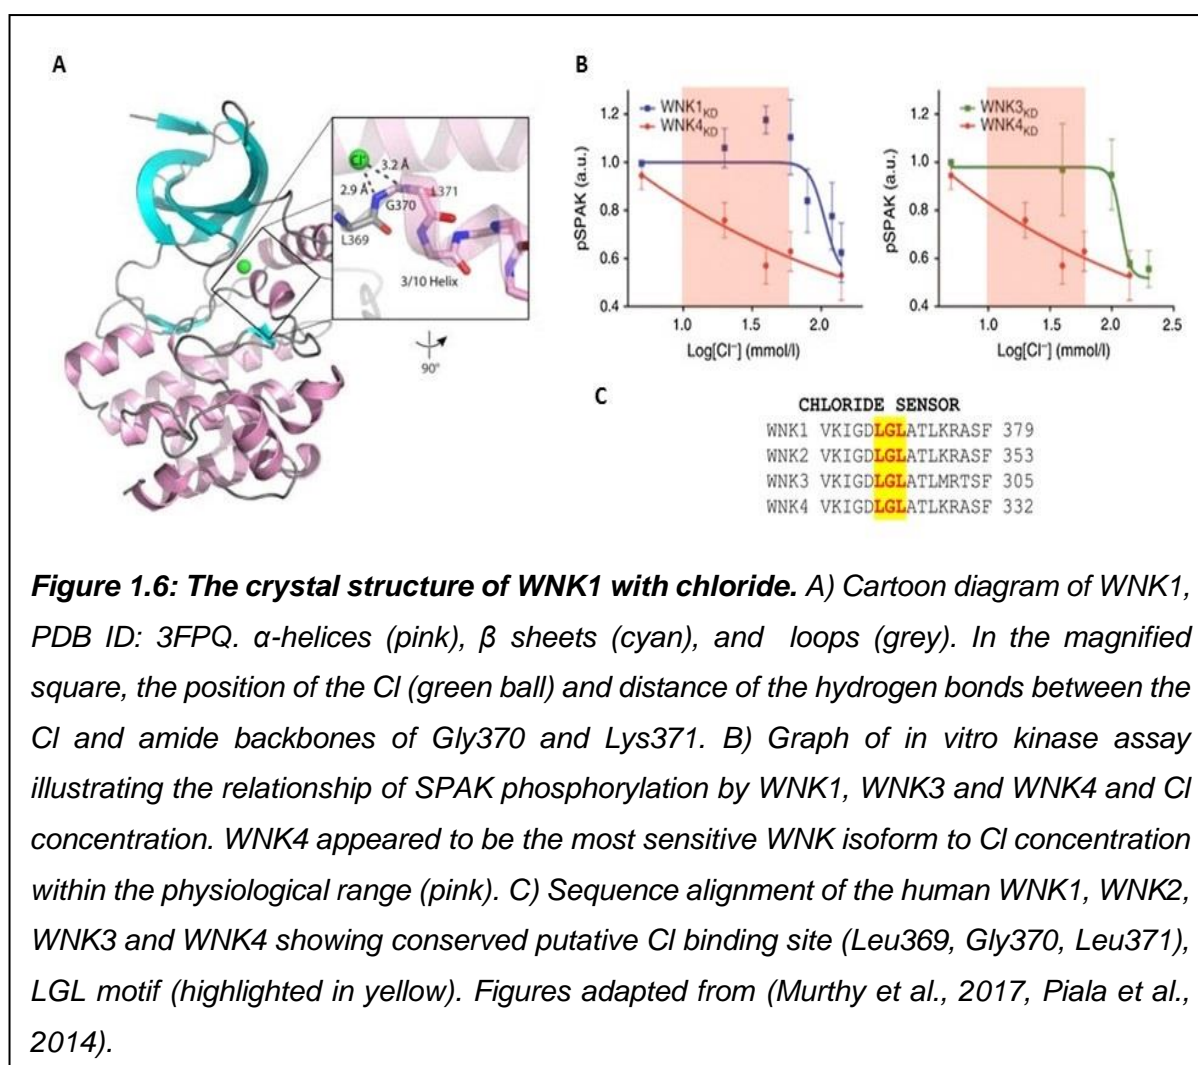 A
Cl-
3.2 Å
2.9 Å
L371
G370
L369
3/10 Helix
90°
B
WNK1KD
WNK4KD
1.2
1.0
0.8
0.6
0.4
pSPAK (a.u.)
1.0 1.5 2.0
Log[Cl⁻] (mmol/l)
WNK3KD
WNK4KD
1.2
1.0
0.8
0.6
0.4
pSPAK (a.u.)
1.0 1.5 2.0 2.5
Log[Cl⁻] (mmol/l)
C
CHLORIDE SENSOR
WNK1 VKIGDLGLATLKRASF 379
WNK2 VKIGDLGLATLKRASF 353
WNK3 VKIGDLGLATLMRTSF 305
WNK4 VKIGDLGLATLKRASF 332
Figure 1.6: The crystal structure of WNK1 with chloride. A) Cartoon diagram of WNK1,
PDB ID: 3FPQ. α-helices (pink), β sheets (cyan), and loops (grey). In the magnified
square, the position of the Cl (green ball) and distance of the hydrogen bonds between the
Cl and amide backbones of Gly370 and Lys371. B) Graph of in vitro kinase assay
illustrating the relationship of SPAK phosphorylation by WNK1, WNK3 and WNK4 and Cl
concentration. WNK4 appeared to be the most sensitive WNK isoform to Cl concentration
within the physiological range (pink). C) Sequence alignment of the human WNK1, WNK2,
WNK3 and WNK4 showing conserved putative Cl binding site (Leu369, Gly370, Leu371),
LGL motif (highlighted in yellow). Figures adapted from (Murthy et al., 2017, Piala et al.,
2014).